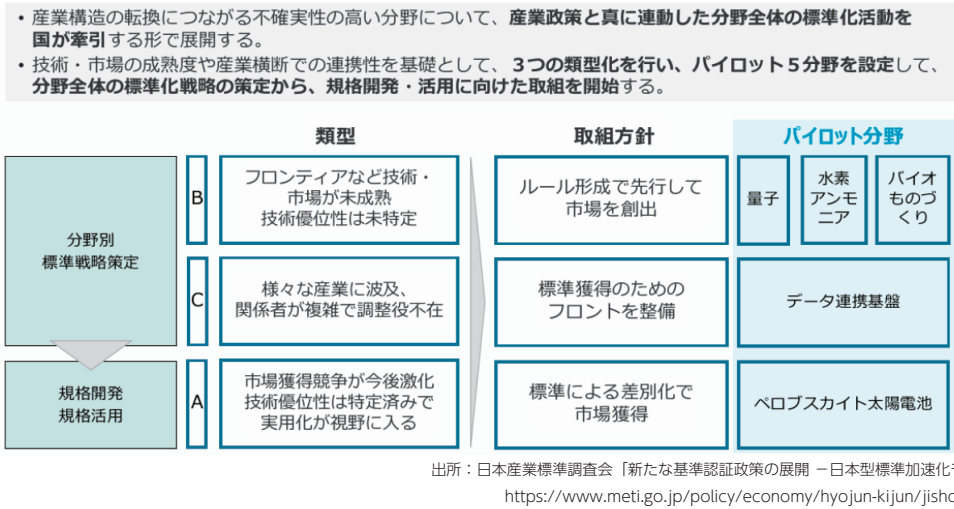 • 産業構造の転換につながる不確実性の高い分野について、産業政策と真に連動した分野全体の標準化活動を
国が牽引する形で展開する。
• 技術・市場の成熟度や産業横断での連携性を基礎として、３つの類型化を行い、パイロット５分野を設定して、
分野全体の標準化戦略の策定から、規格開発・活用に向けた取組を開始する。
類型
取組方針
パイロット分野
分野別
標準戦略策定
B
フロンティアなど技術・
市場が未成熟
技術優位性は未特定
ルール形成で先行して
市場を創出
量子
水素
アンモ
ニア
バイオ
ものづ
くり
C
様々な産業に波及、
関係者が複雑で調整役不在
標準獲得のための
フロントを整備
データ連携基盤
規格開発
規格活用
A
市場獲得競争が今後激化
技術優位性は特定済みで
実用化が視野に入る
標準による差別化で
市場獲得
ペロブスカイト太陽電池
出所：日本産業標準調査会「新たな基準認証政策の展開 －日本型標準加速化
https://www.meti.go.jp/policy/economy/hyojun-kijun/jisho